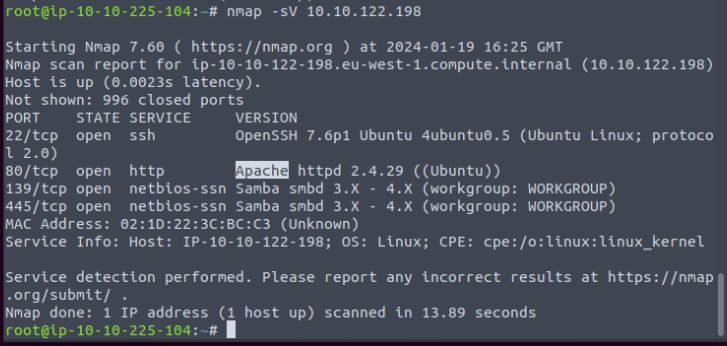 root@ip-10-10-225-104:~# nmap -sV 10.10.122.198
Starting Nmap 7.60 ( https://nmap.org ) at 2024-01-19 16:25 GMT
Nmap scan report for ip-10-10-122-198.eu-west-1.compute.internal (10.10.122.198)
Host is up (0.0023s latency).
Not shown: 996 closed ports
PORT    STATE SERVICE     VERSION
22/tcp  open  ssh         OpenSSH 7.6p1 Ubuntu 4ubuntu0.5 (Ubuntu Linux; protoco
l 2.0)
80/tcp  open  http        Apache httpd 2.4.29 ((Ubuntu))
139/tcp open  netbios-ssn Samba smbd 3.X - 4.X (workgroup: WORKGROUP)
445/tcp open  netbios-ssn Samba smbd 3.X - 4.X (workgroup: WORKGROUP)
MAC Address: 02:1D:22:3C:BC:C3 (Unknown)
Service Info: Host: IP-10-10-122-198; OS: Linux; CPE: cpe:/o:linux:linux_kernel
Service detection performed. Please report any incorrect results at https://nmap
.org/submit/ .
Nmap done: 1 IP address (1 host up) scanned in 13.89 seconds
root@ip-10-10-225-104:~#